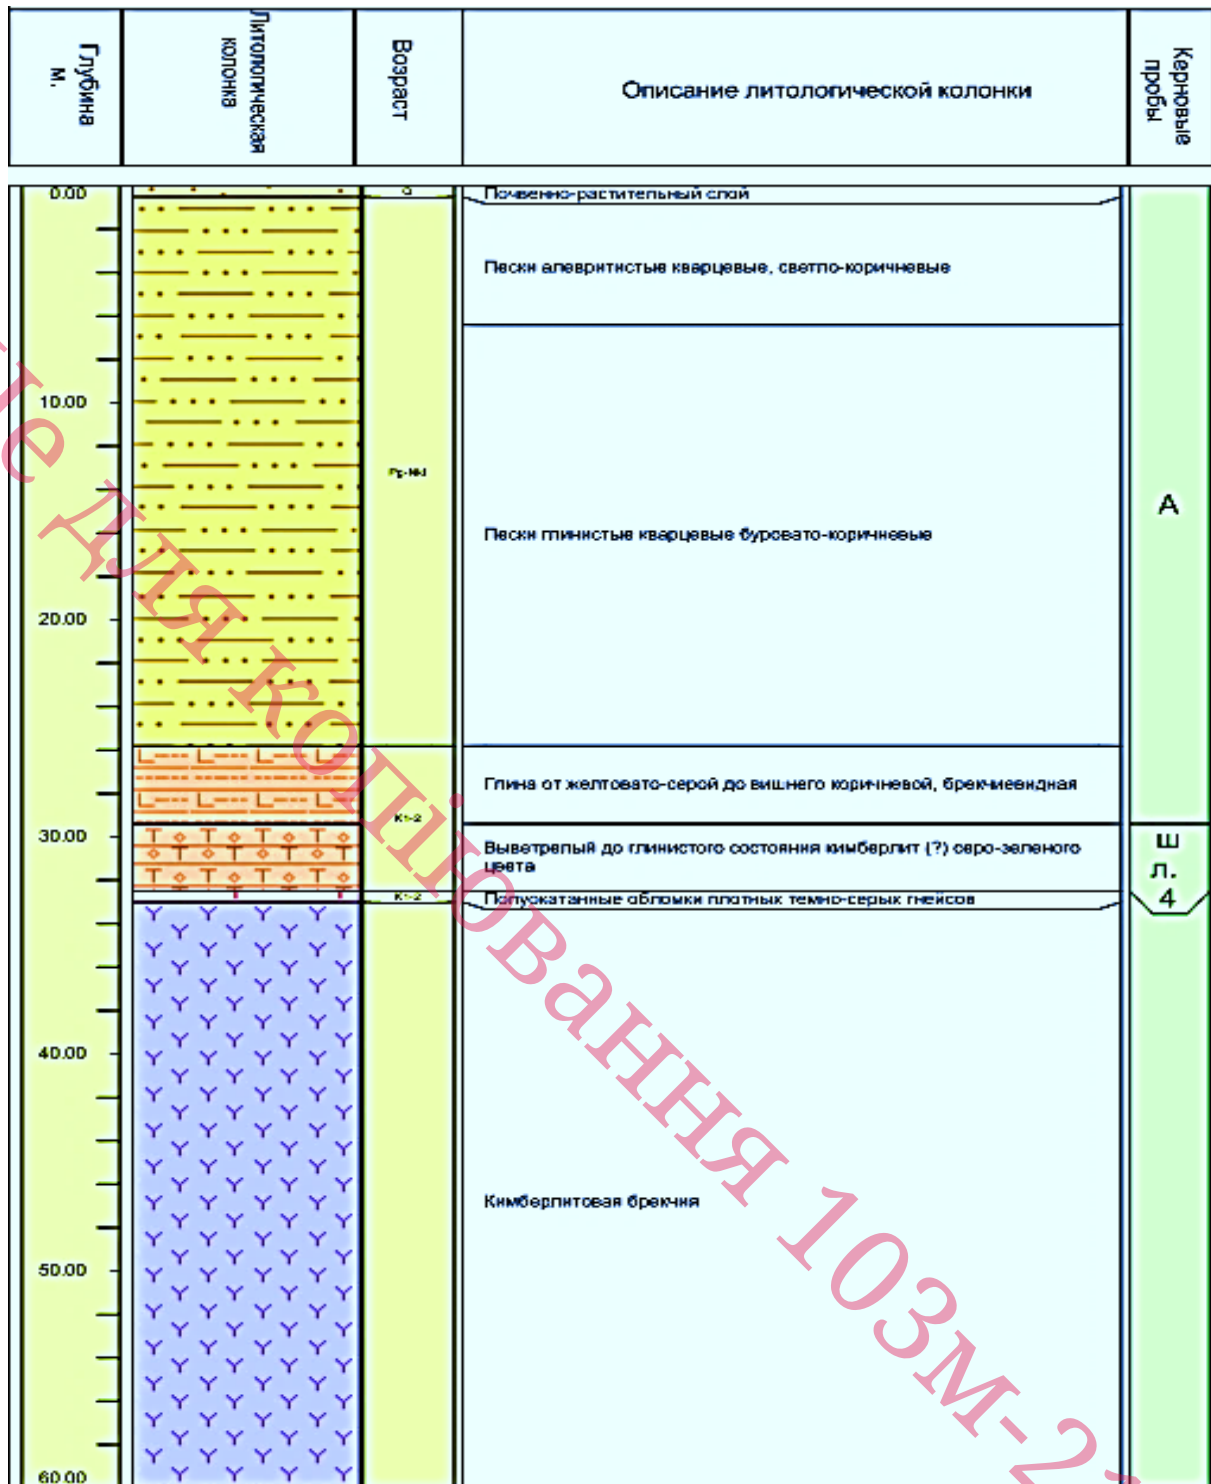 Глубина
м.
Литологическая
колонка
Возраст
Описание литологической колонки
Керновые
пробы
0.00
Q
Почвенно-растительный слой
Пески алевритистые кварцевые, светло-коричневые
10.00
А
Пески глинистые кварцевые буровато-коричневые
20.00
Глина от желтовато-серой до вишнего коричневой, брекчиевидная
K1-2
30.00
Выветрелый до глинистого состояния кимберлит (?) серо-зеленого
цвета
Ш
Л.
4
K1-2
Полускатанные обломки плотных темно-серых гнейсов
40.00
Кимберлитовая брекчия
50.00
60.00
для копіювання 103м-2